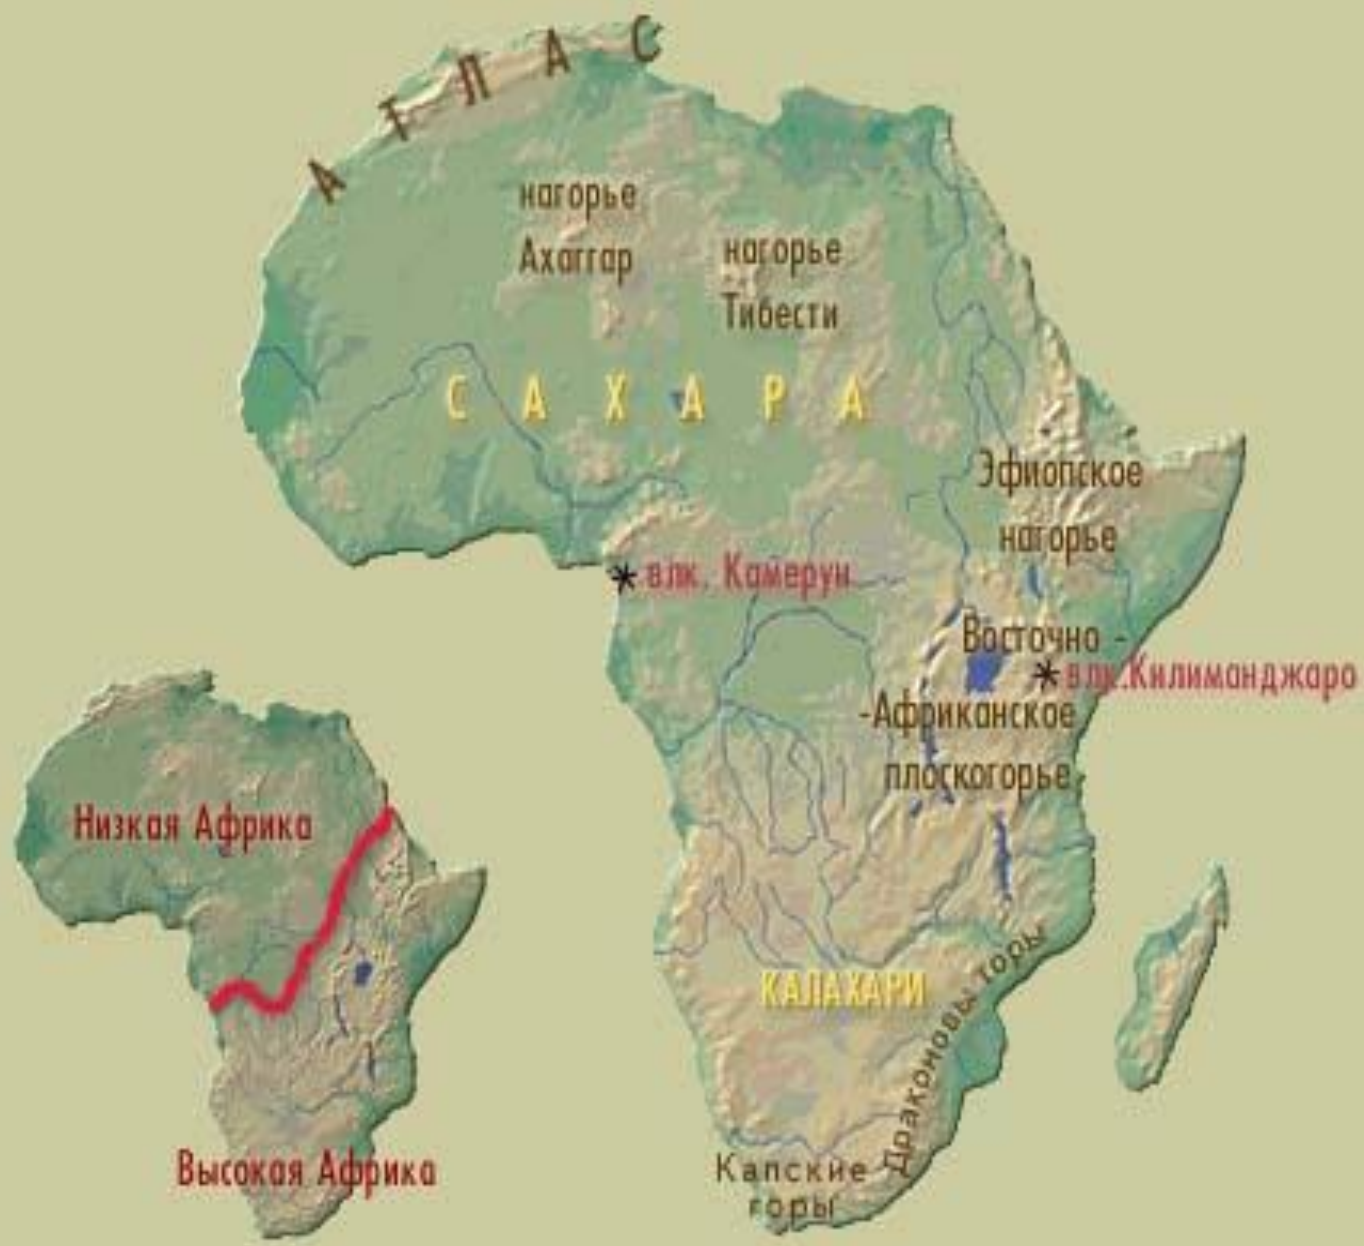 АТЛАС
нагорье
Ахаггар
нагорье
Тибести
САХАРА
Эфиопское
нагорье
влк. Камерун
Восточно -
влк.Килиманджаро
-Африканское
плоскогорье
Низкая Африка
КАЛАХАРИ
Драконовы горы
Высокая Африка
Капские
горы